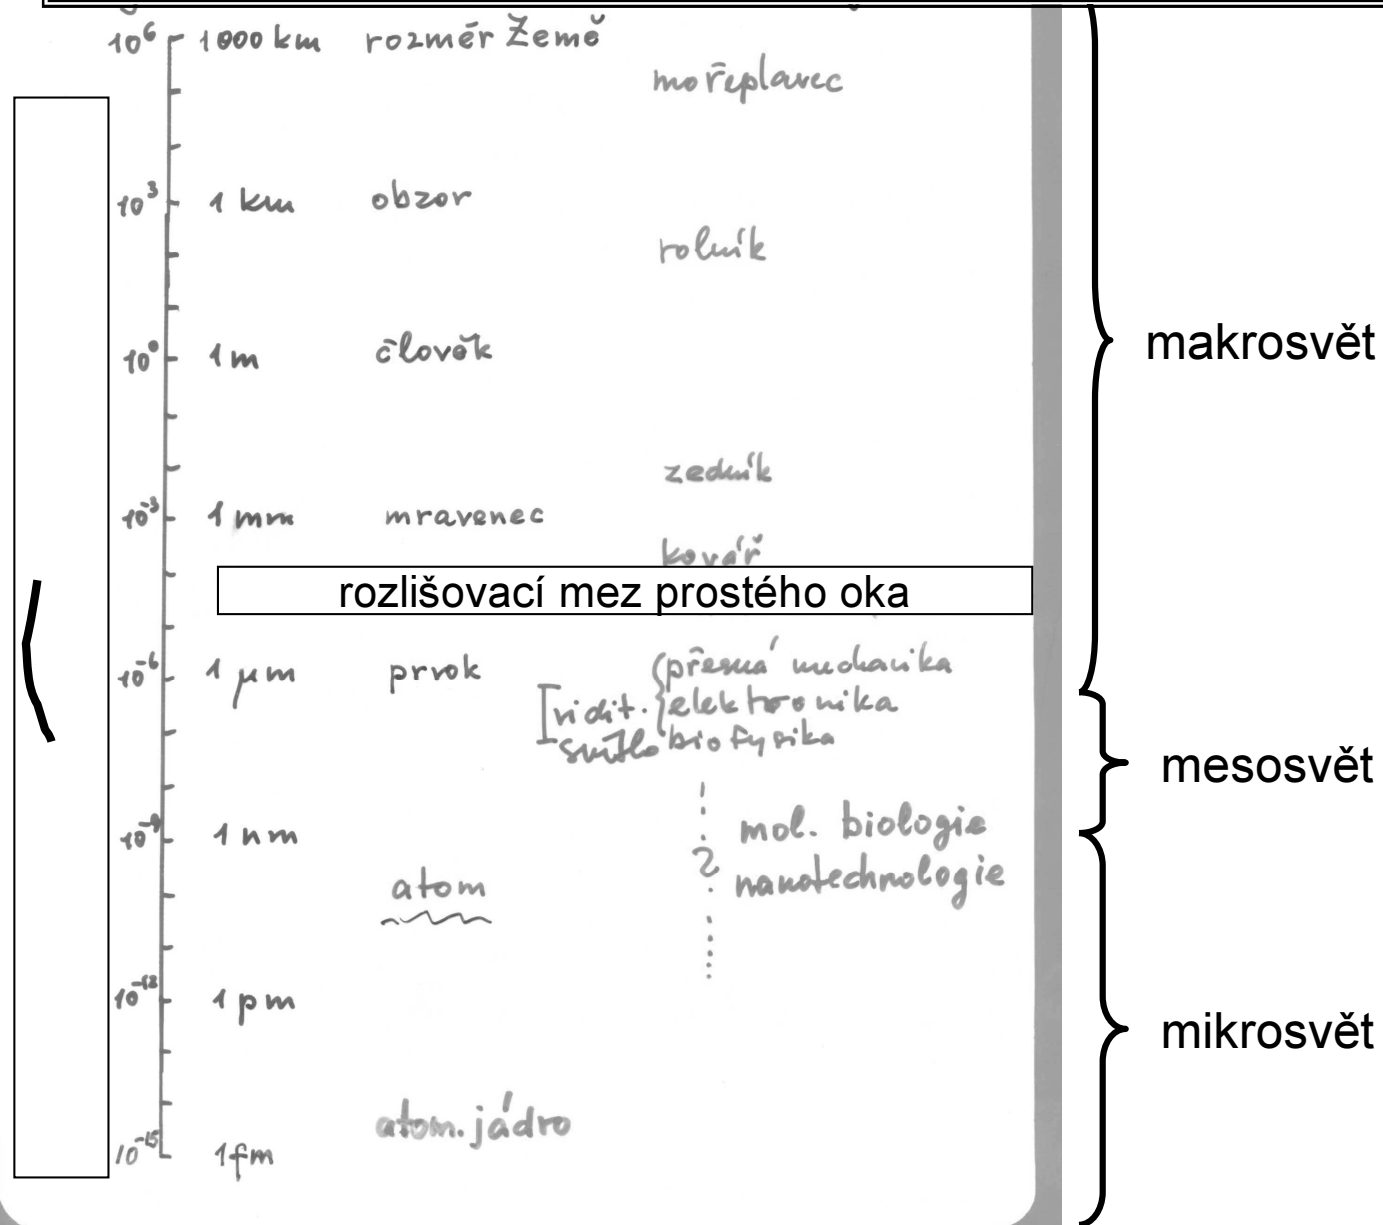 10⁶ 1000 km rozměr Země
mořeplavec
10³ 1 km obzor
rolník
makrosvět
10⁰ 1 m člověk
zedník
10⁻³ 1 mm mravenec
kovář
rozlišovací mez prostého oka
10⁻⁶ 1 μm prvok přesná mechanika
vidit. elektronika
světlo biofyzika
mesosvět
10⁻⁹ 1 nm mol. biologie
?
atom nanotechnologie
10⁻¹² 1 pm
mikrosvět
atom. jádro
10⁻¹⁵ 1 fm